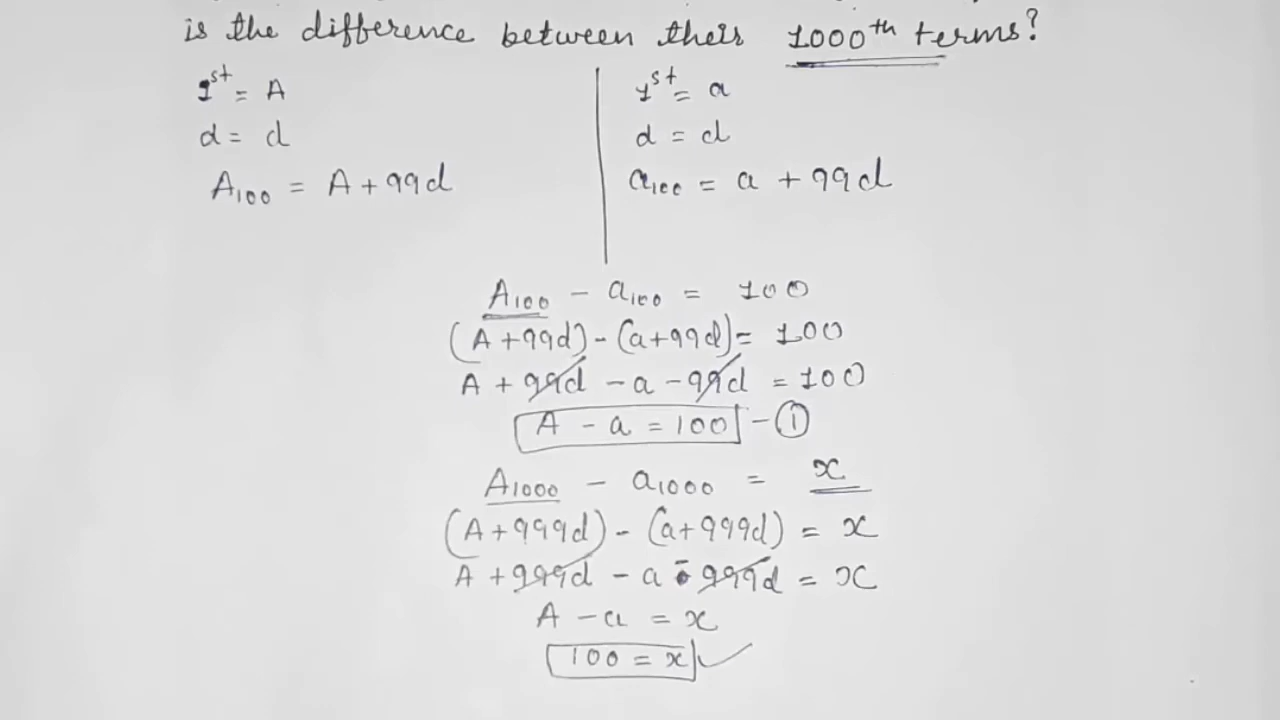 is the difference between their 1000th terms?
1st = A
d = d
A100 = A + 99d
1st = a
d = d
a100 = a + 99d
A100 - a100 = 100
(A + 99d) - (a + 99d) = 100
A + 99d - a - 99d = 100
A - a = 100 - ①
A1000 - a1000 = x
(A + 999d) - (a + 999d) = x
A + 999d - a - 999d = x
A - a = x
100 = x ✓